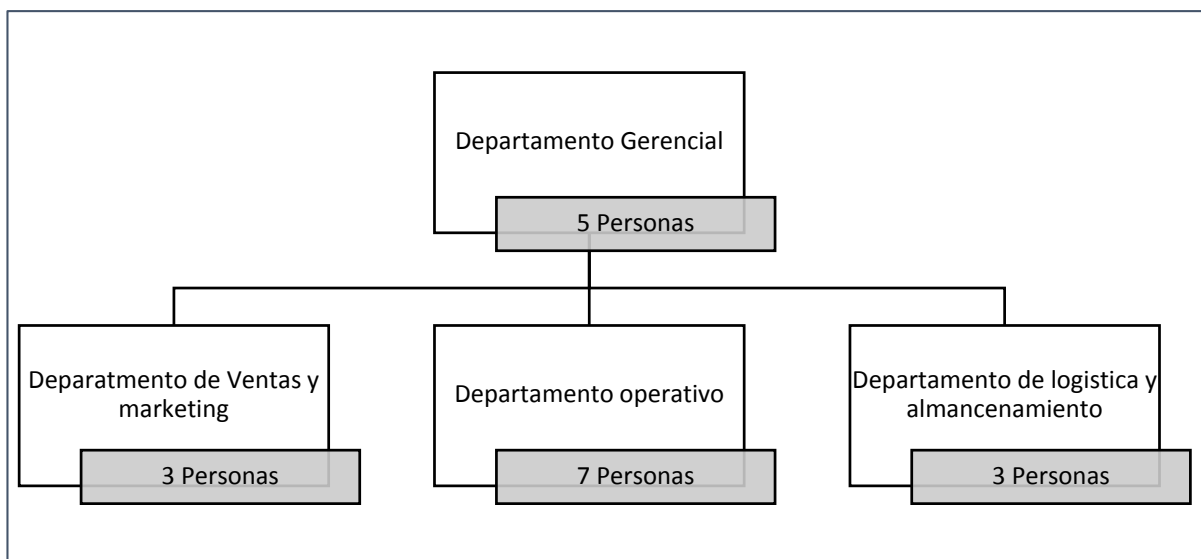 Departamento Gerencial
5 Personas
Deparatmento de Ventas y
marketing
3 Personas
Departamento operativo
7 Personas
Departamento de logistica y
almancenamiento
3 Personas